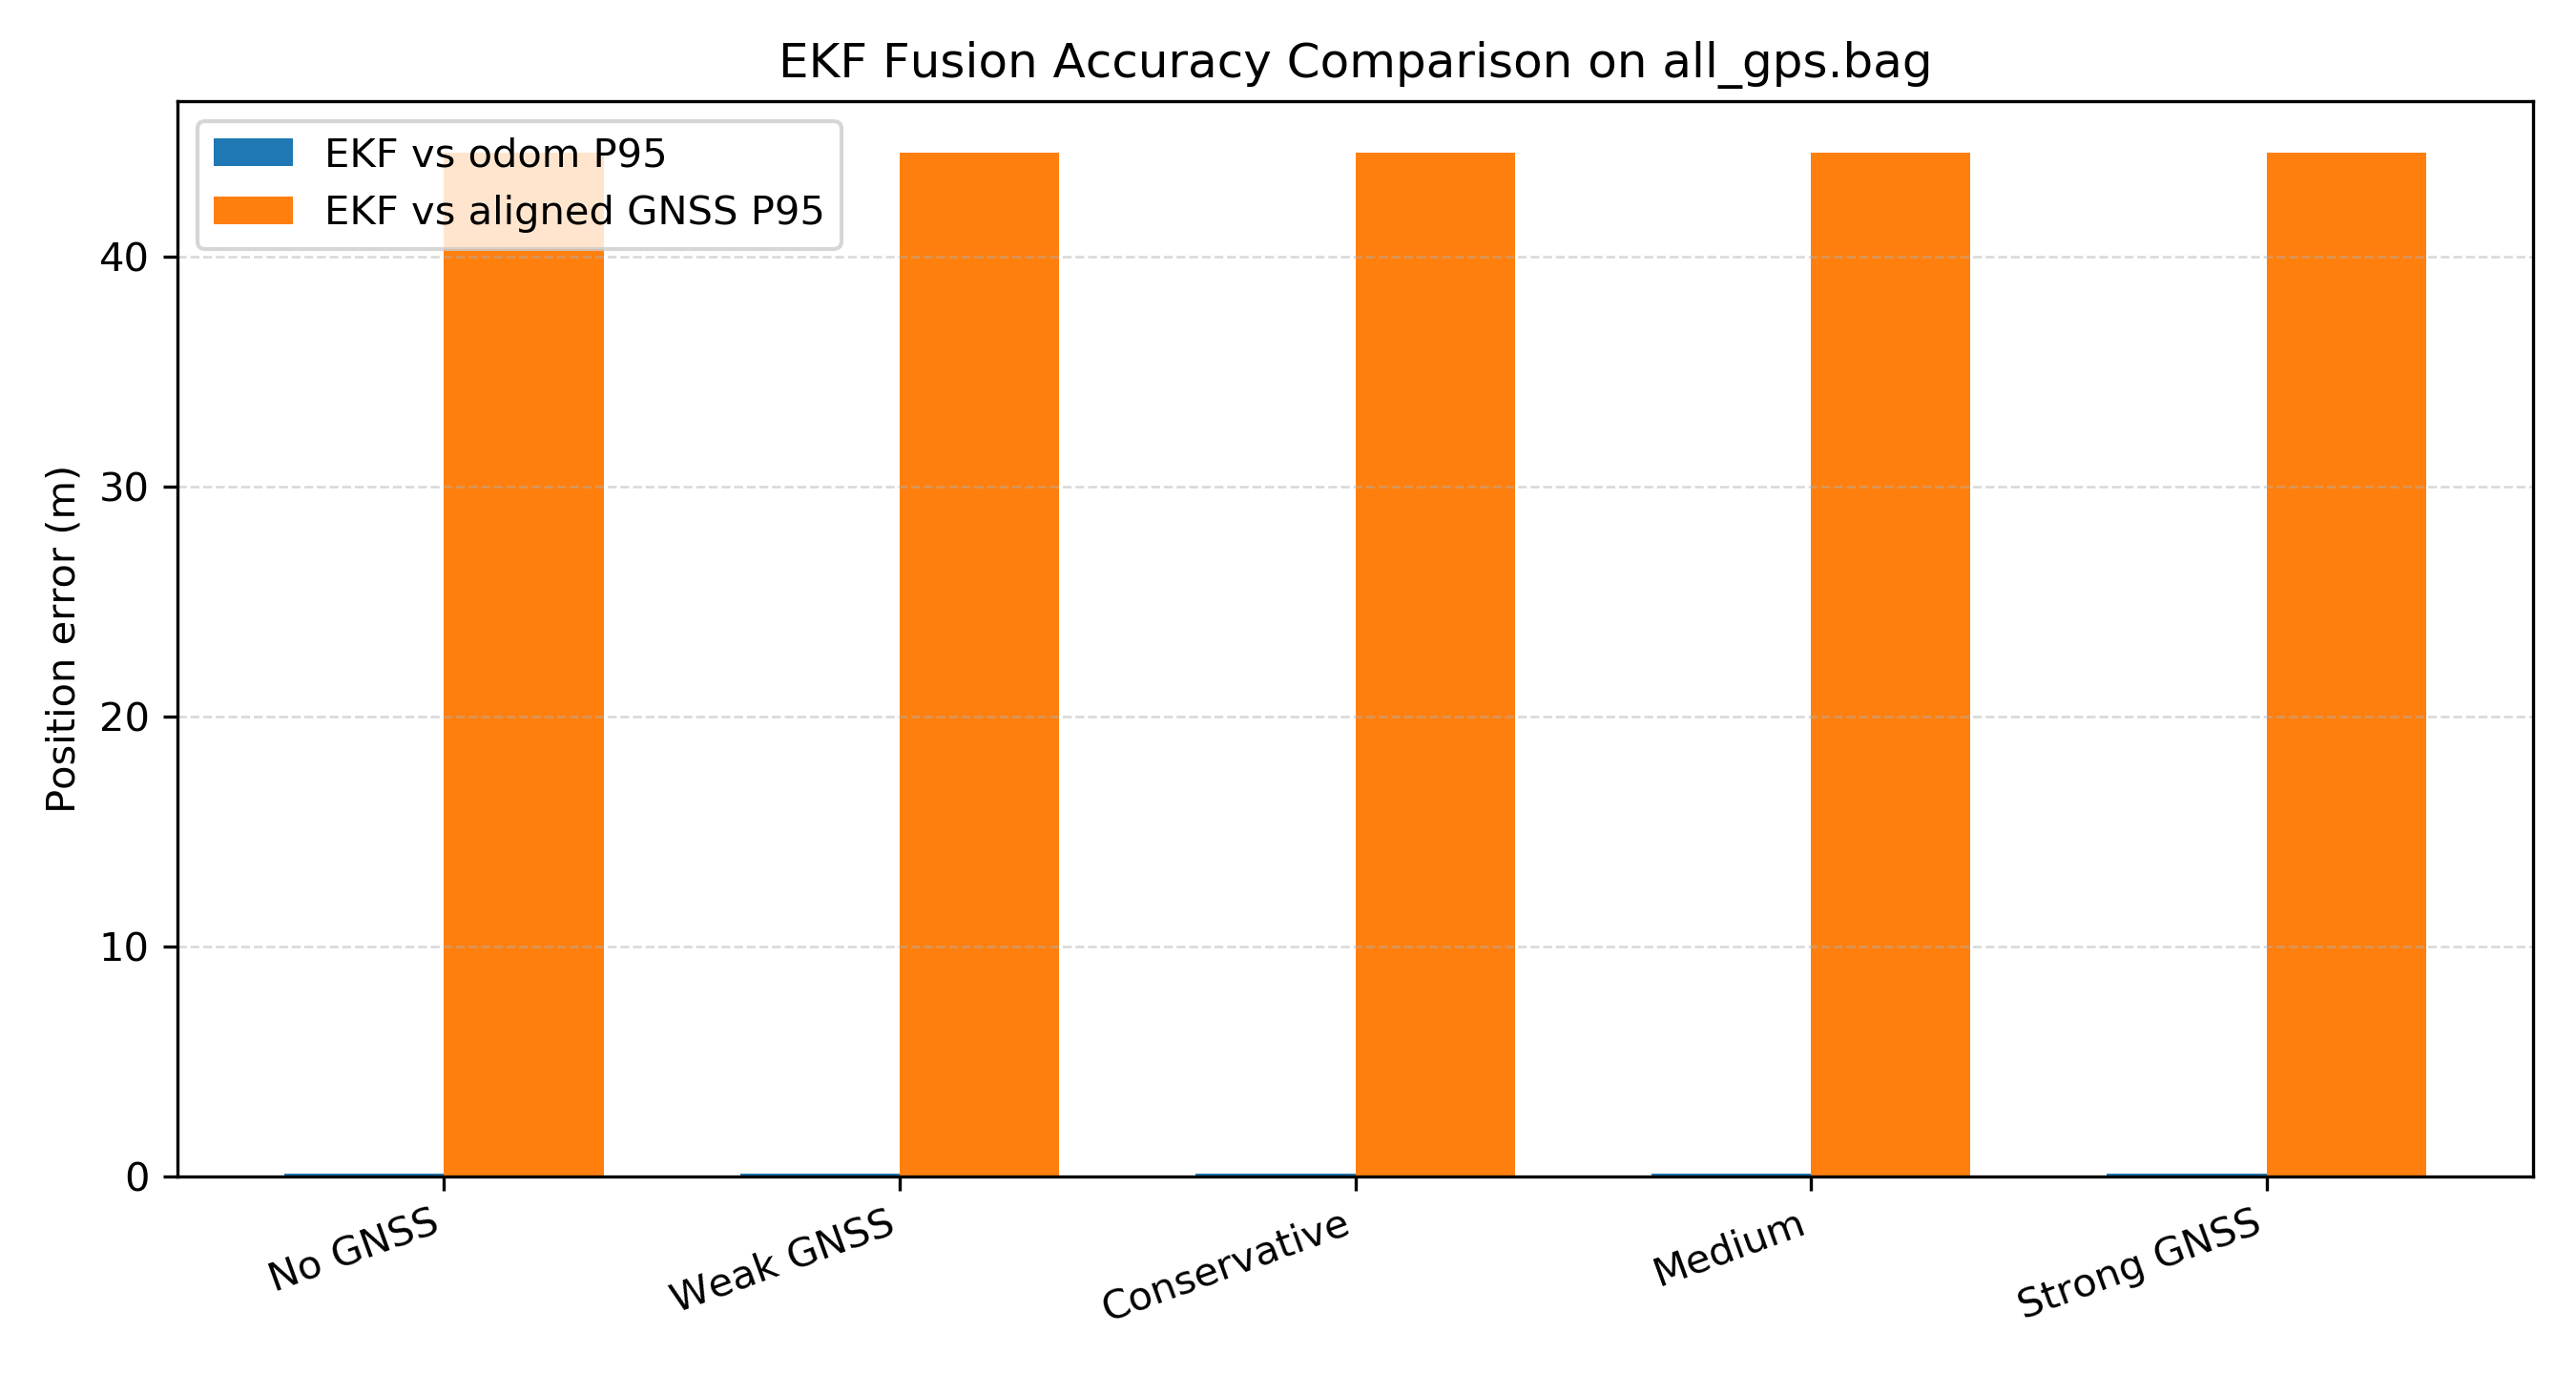 EKF Fusion Accuracy Comparison on all_gps.bag
EKF vs odom P95
EKF vs aligned GNSS P95
Position error (m)
40
30
20
10
0
No GNSS
Weak GNSS
Conservative
Medium
Strong GNSS